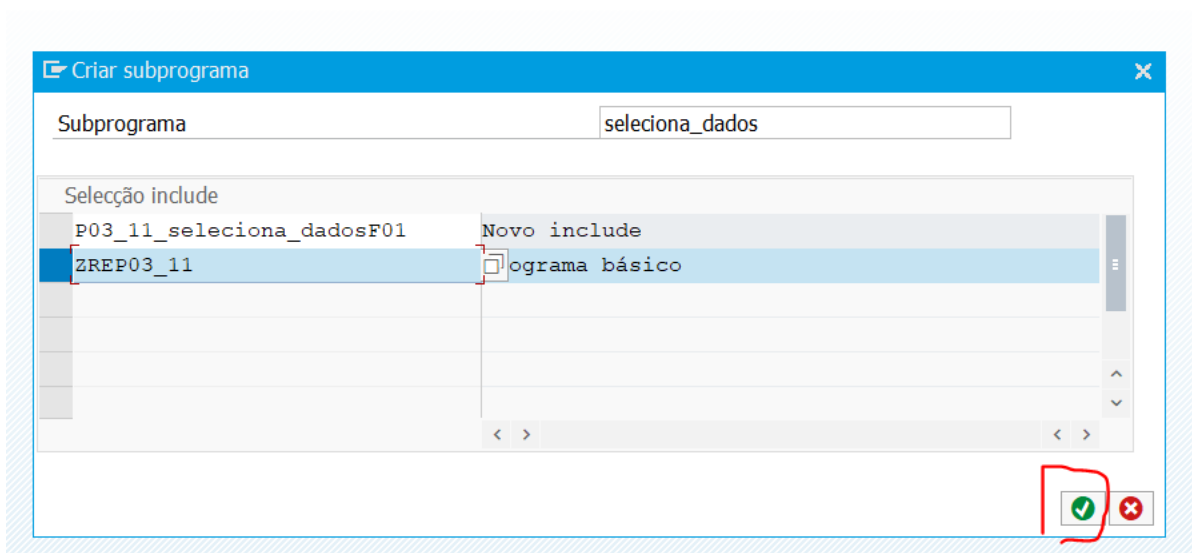 Criar subprograma
Subprograma seleciona_dados
Selecção include
P03_11_seleciona_dadosF01 Novo include
ZREP03_11 ograma básico